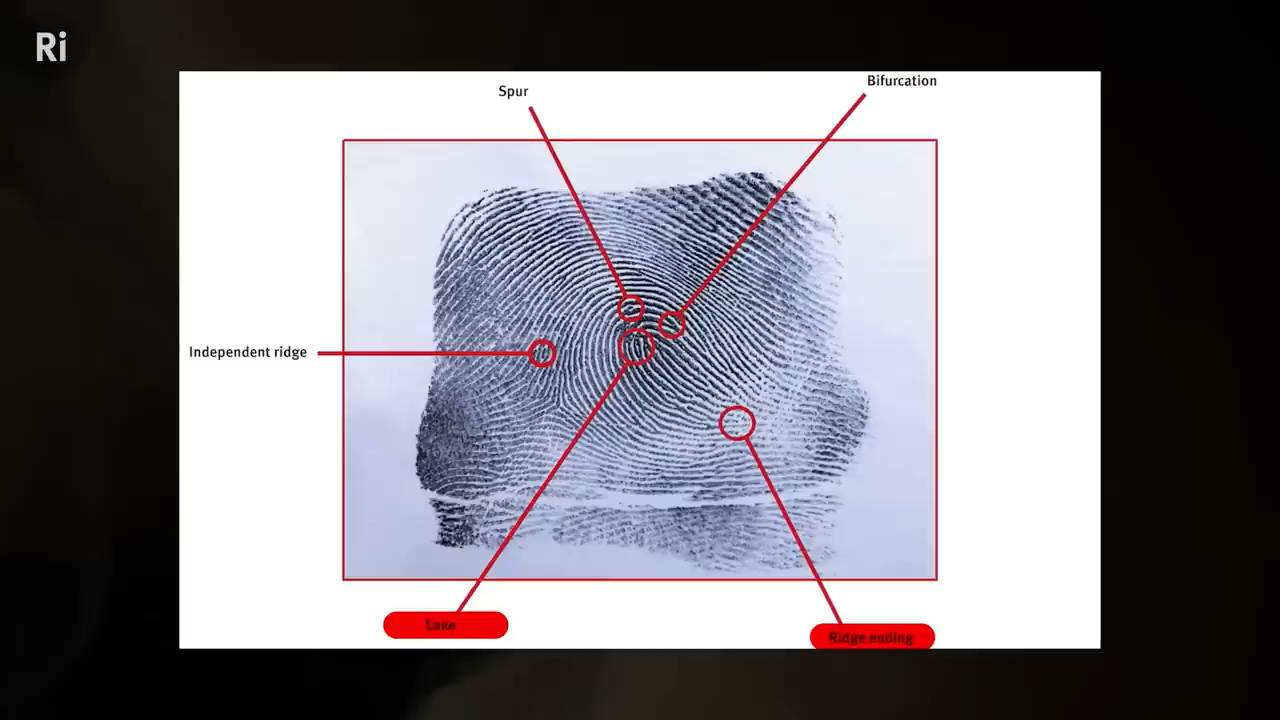 Ri
Spur
Bifurcation
Independent ridge
Lake
Ridge ending